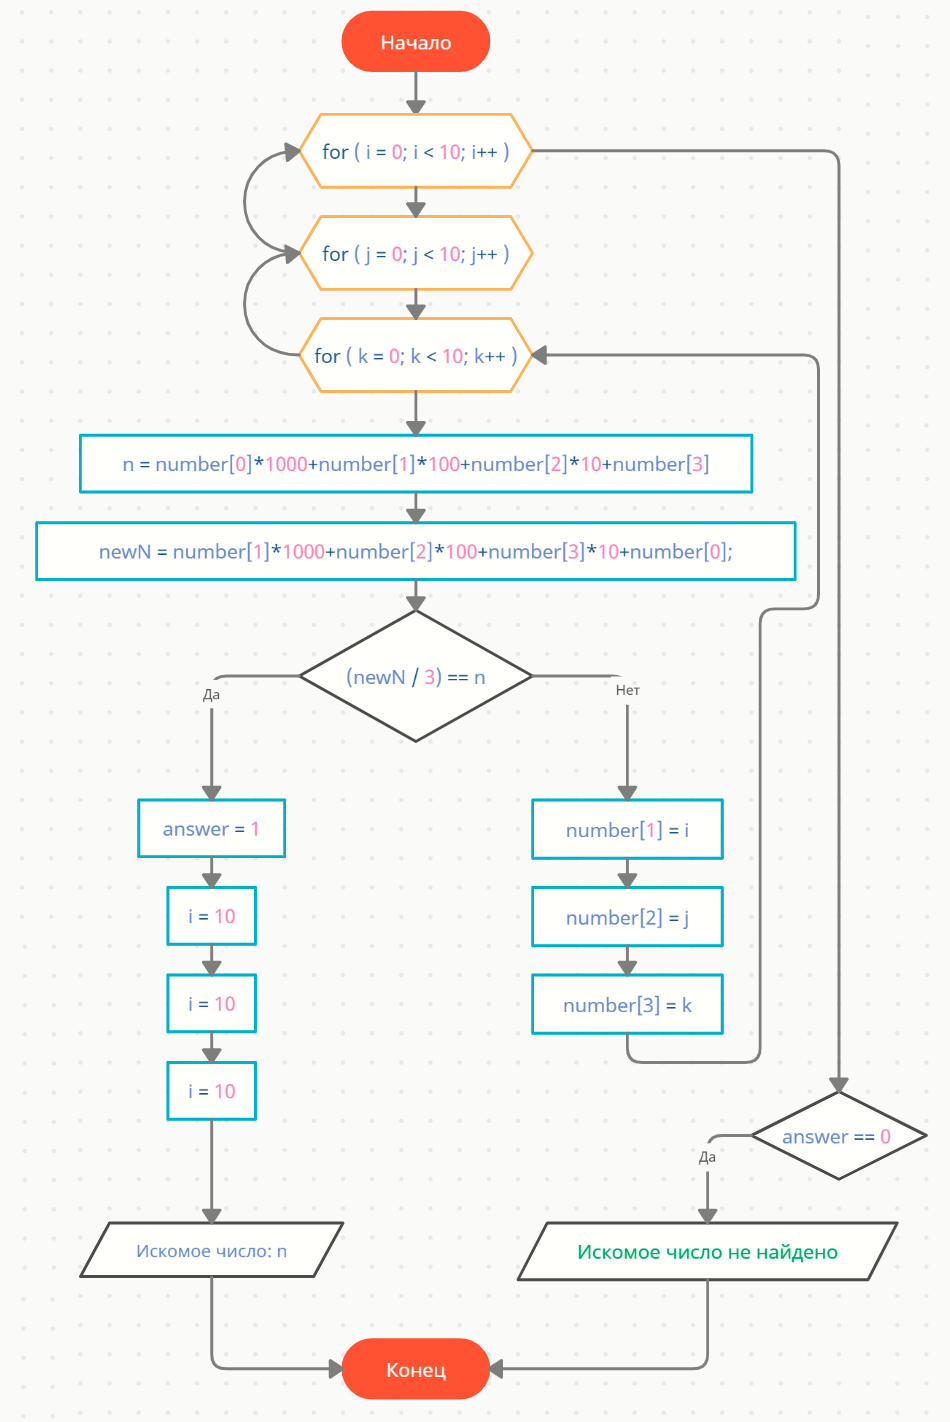 Начало
for ( i = 0; i < 10; i++ )
for ( j = 0; j < 10; j++ )
for ( k = 0; k < 10; k++ )
n = number[0]*1000+number[1]*100+number[2]*10+number[3]
newN = number[1]*1000+number[2]*100+number[3]*10+number[0];
(newN / 3) == n
Да
Нет
answer = 1
number[1] = i
i = 10
number[2] = j
i = 10
number[3] = k
i = 10
answer == 0
Да
Искомое число: n
Искомое число не найдено
Конец